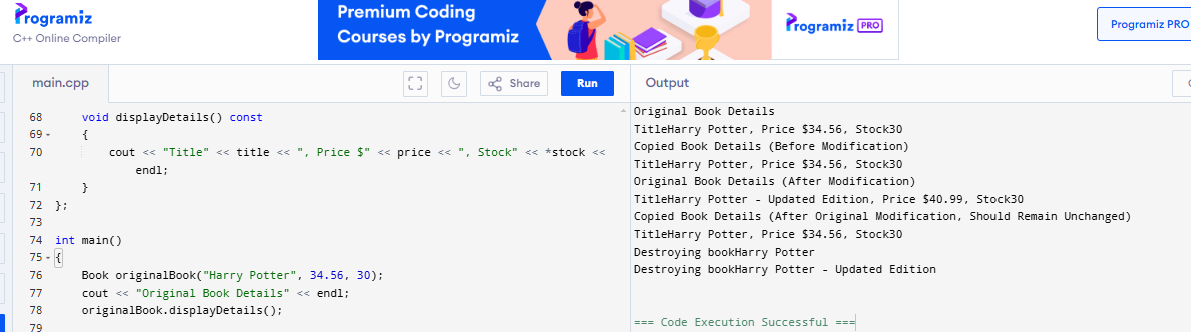 Programiz
C++ Online Compiler
Premium Coding
Courses by Programiz
Programiz PRO
Programiz PRO
main.cpp
Share
Run
Output
68 void displayDetails() const
69 {
70 cout << "Title" << title << ", Price $" << price << ", Stock" << *stock <<
endl;
71 }
72 };
73
74 int main()
75 {
76 Book originalBook("Harry Potter", 34.56, 30);
77 cout << "Original Book Details" << endl;
78 originalBook.displayDetails();
79
Original Book Details
TitleHarry Potter, Price $34.56, Stock30
Copied Book Details (Before Modification)
TitleHarry Potter, Price $34.56, Stock30
Original Book Details (After Modification)
TitleHarry Potter - Updated Edition, Price $40.99, Stock30
Copied Book Details (After Original Modification, Should Remain Unchanged)
TitleHarry Potter, Price $34.56, Stock30
Destroying bookHarry Potter
Destroying bookHarry Potter - Updated Edition
=== Code Execution Successful ===